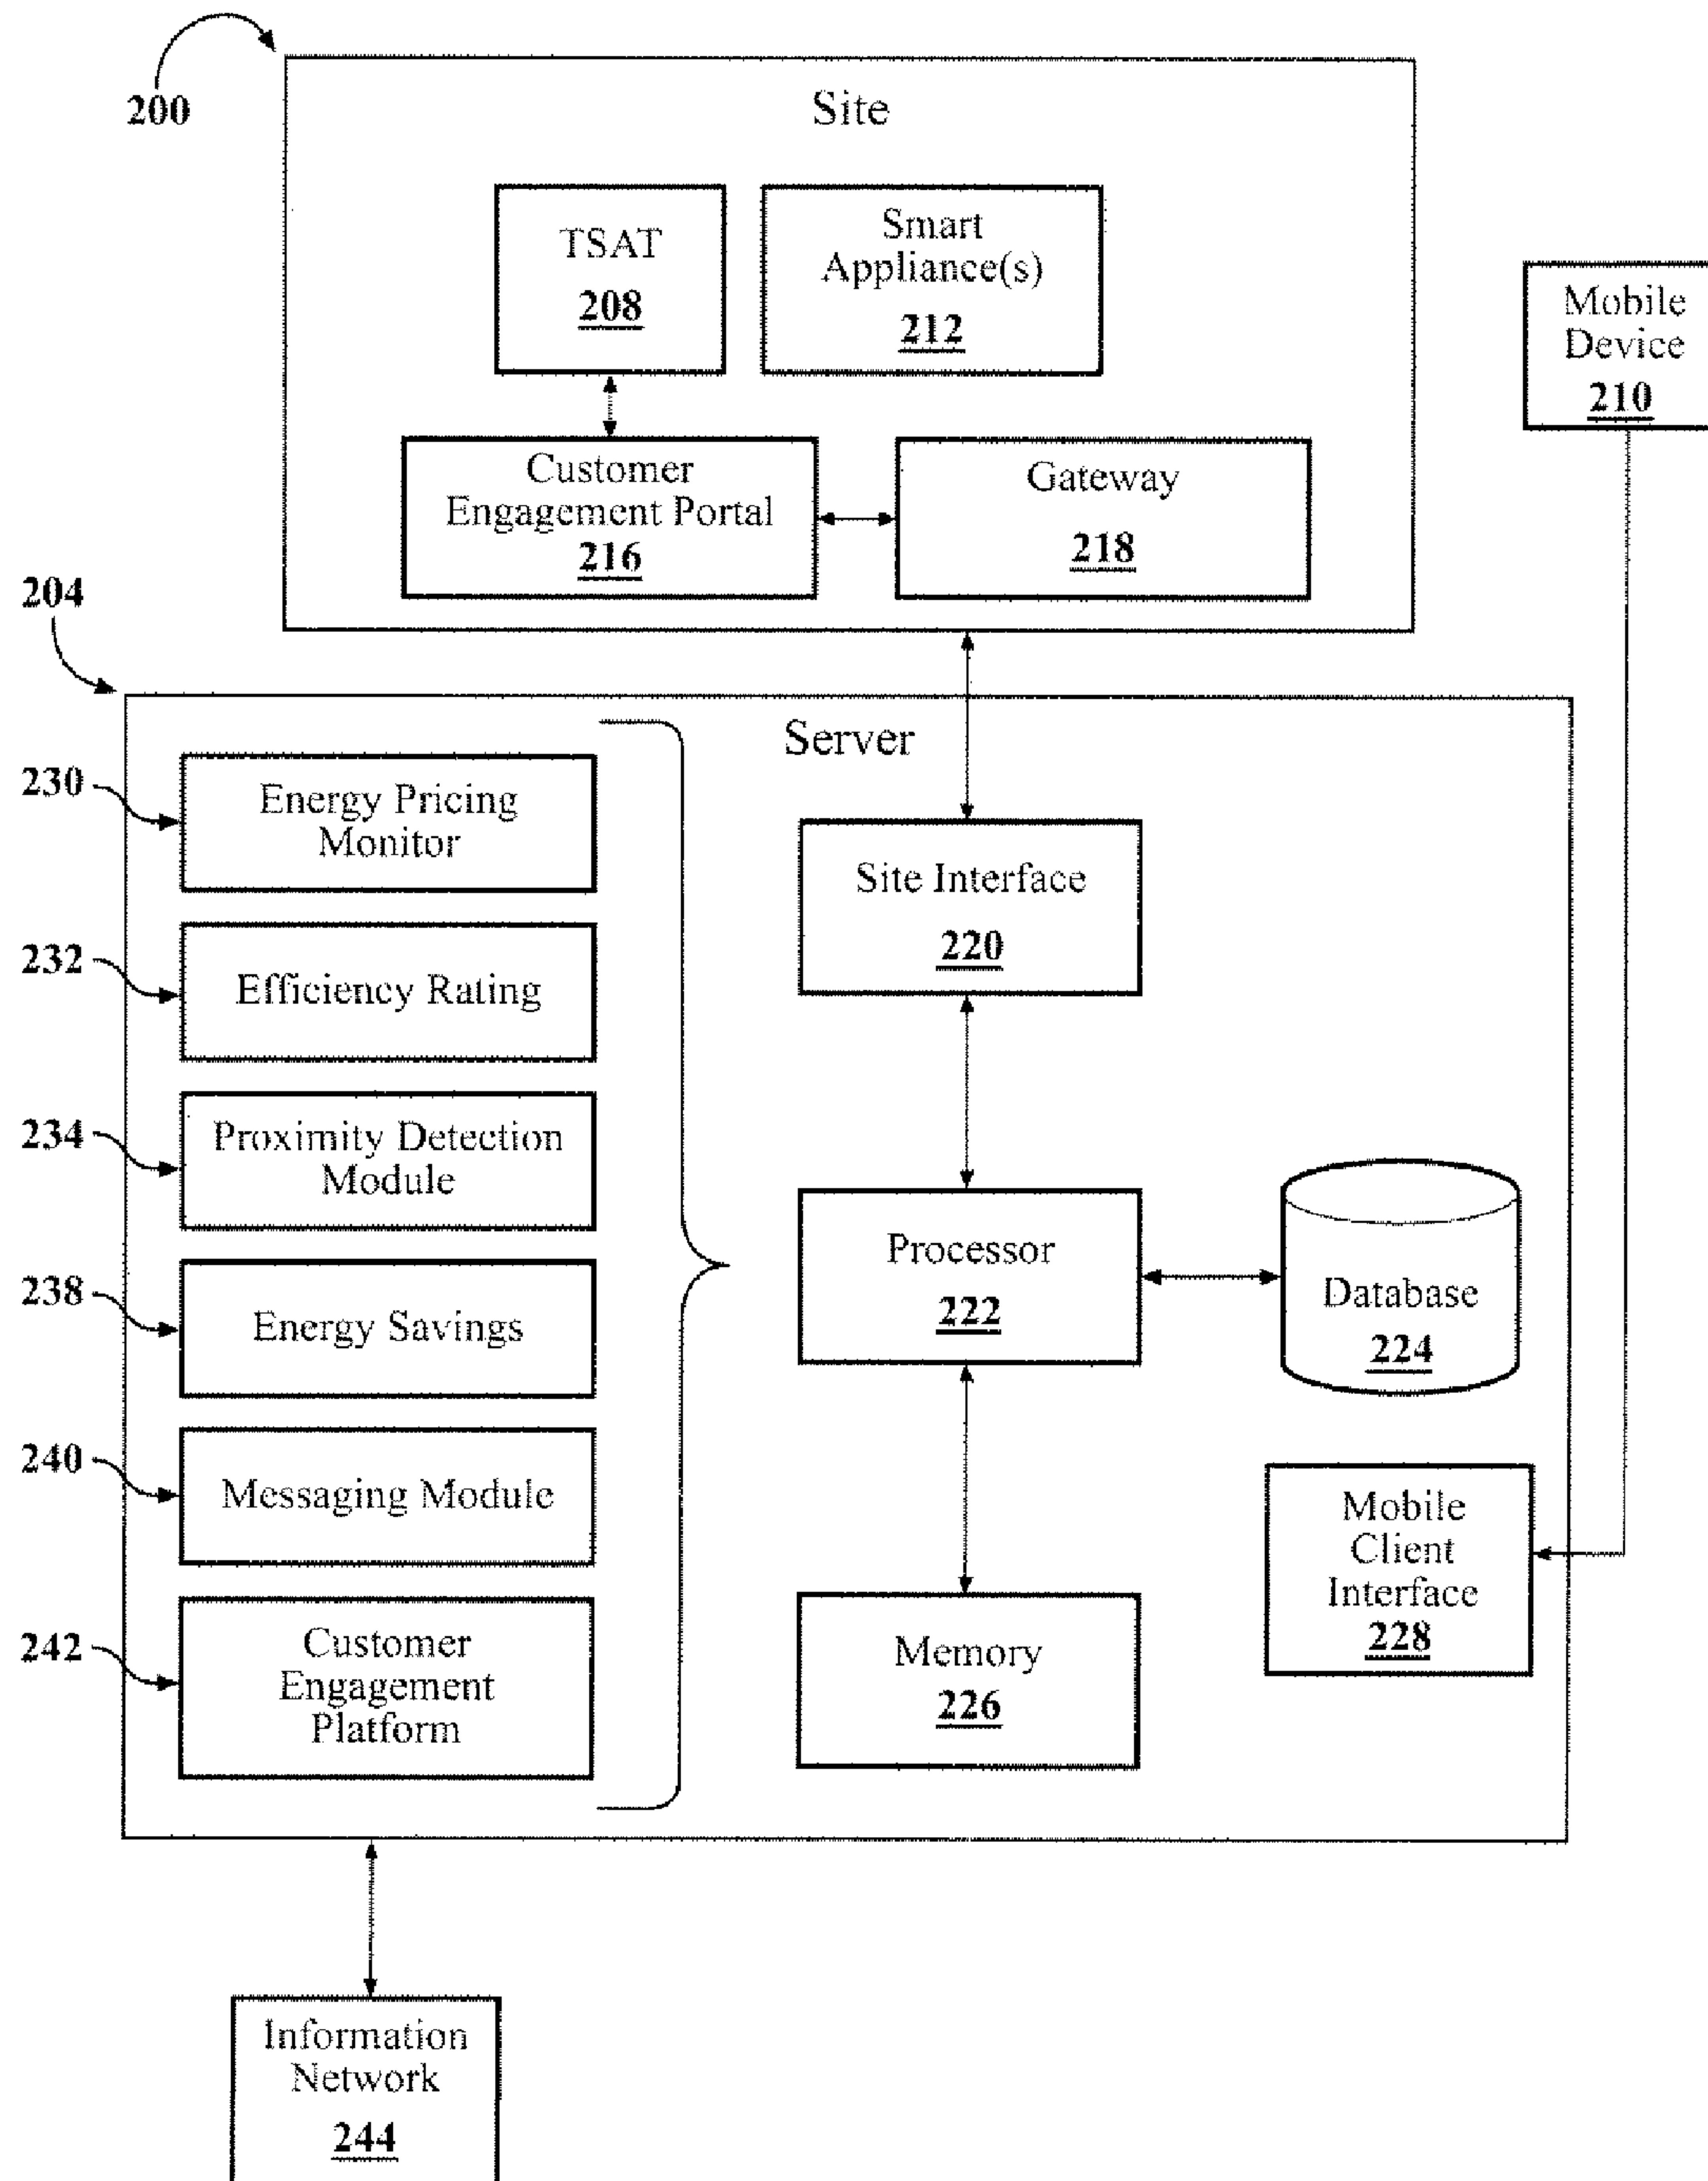 200
Site
TSAT
208
Smart
Appliance(s)
212
Mobile
Device
210
Customer
Engagement Portal
216
Gateway
218
204
Server
230
Energy Pricing
Monitor
232
Efficiency Rating
234
Proximity Detection
Module
238
Energy Savings
240
Messaging Module
242
Customer
Engagement
Platform
Site Interface
220
Processor
222
Database
224
Mobile
Client
Interface
228
Memory
226
Information
Network
244